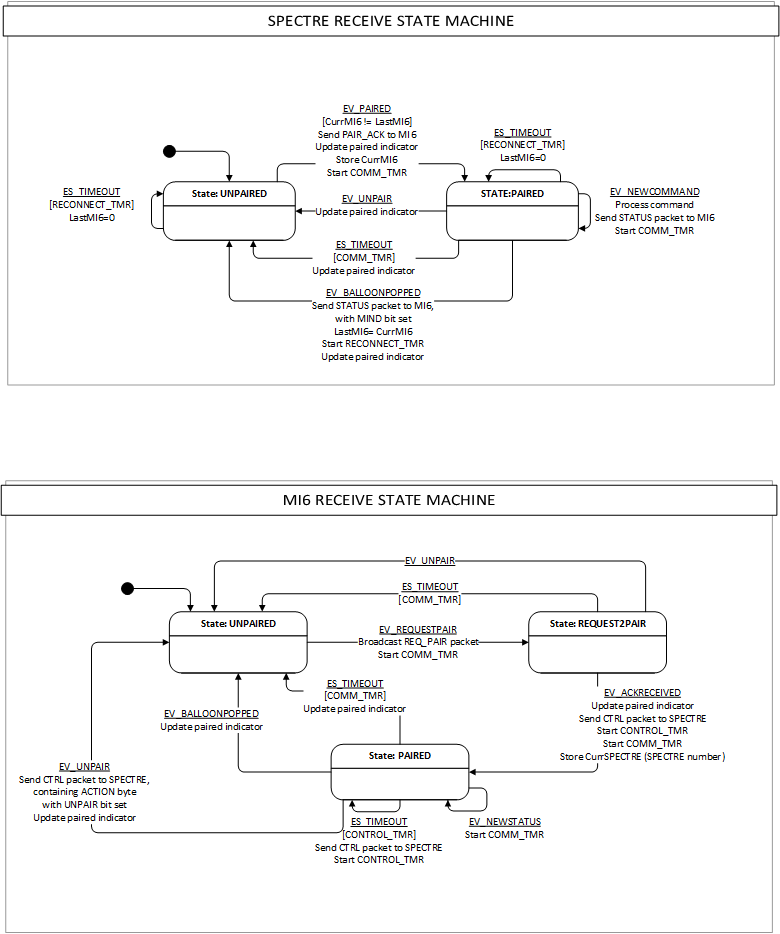 SPECTRE RECEIVE STATE MACHINE
EV_PAIRED
[CurrMI6 != LastMI6]
Send PAIR_ACK to MI6
Update paired indicator
Store CurrMI6
Start COMM_TMR
ES_TIMEOUT
[RECONNECT_TMR]
LastMI6=0
ES_TIMEOUT
[RECONNECT_TMR]
LastMI6=0
State: UNPAIRED
EV_UNPAIR
Update paired indicator
STATE:PAIRED
EV_NEWCOMMAND
Process command
Send STATUS packet to MI6
Start COMM_TMR
ES_TIMEOUT
[COMM_TMR]
Update paired indicator
EV_BALLOONPOPPED
Send STATUS packet to MI6,
with MIND bit set
LastMI6= CurrMI6
Start RECONNECT_TMR
Update paired indicator
MI6 RECEIVE STATE MACHINE
EV_UNPAIR
ES_TIMEOUT
[COMM_TMR]
State: UNPAIRED
EV_REQUESTPAIR
Broadcast REQ_PAIR packet
Start COMM_TMR
State: REQUEST2PAIR
ES_TIMEOUT
[COMM_TMR]
Update paired indicator
EV_ACKRECEIVED
Update paired indicator
Send CTRL packet to SPECTRE
Start CONTROL_TMR
Start COMM_TMR
Store CurrSPECTRE (SPECTRE number)
EV_BALLOONPOPPED
Update paired indicator
State: PAIRED
EV_UNPAIR
Send CTRL packet to SPECTRE,
containing ACTION byte
with UNPAIR bit set
Update paired indicator
ES_TIMEOUT
[CONTROL_TMR]
Send CTRL packet to SPECTRE
Start CONTROL_TMR
EV_NEWSTATUS
Start COMM_TMR